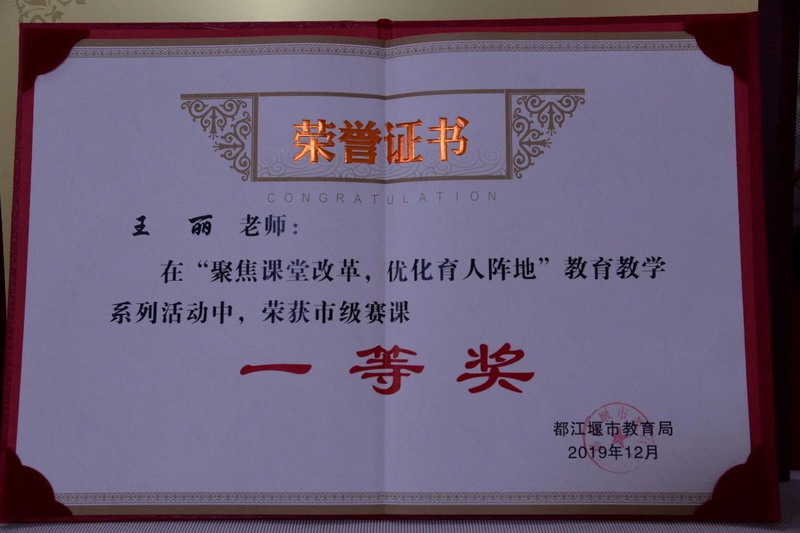 荣誉证书
CONGRATULATION
王 丽 老师：
在“聚焦课堂改革，优化育人阵地”教育教学
系列活动中，荣获市级赛课
一等奖
都江堰市教育局
2019年12月